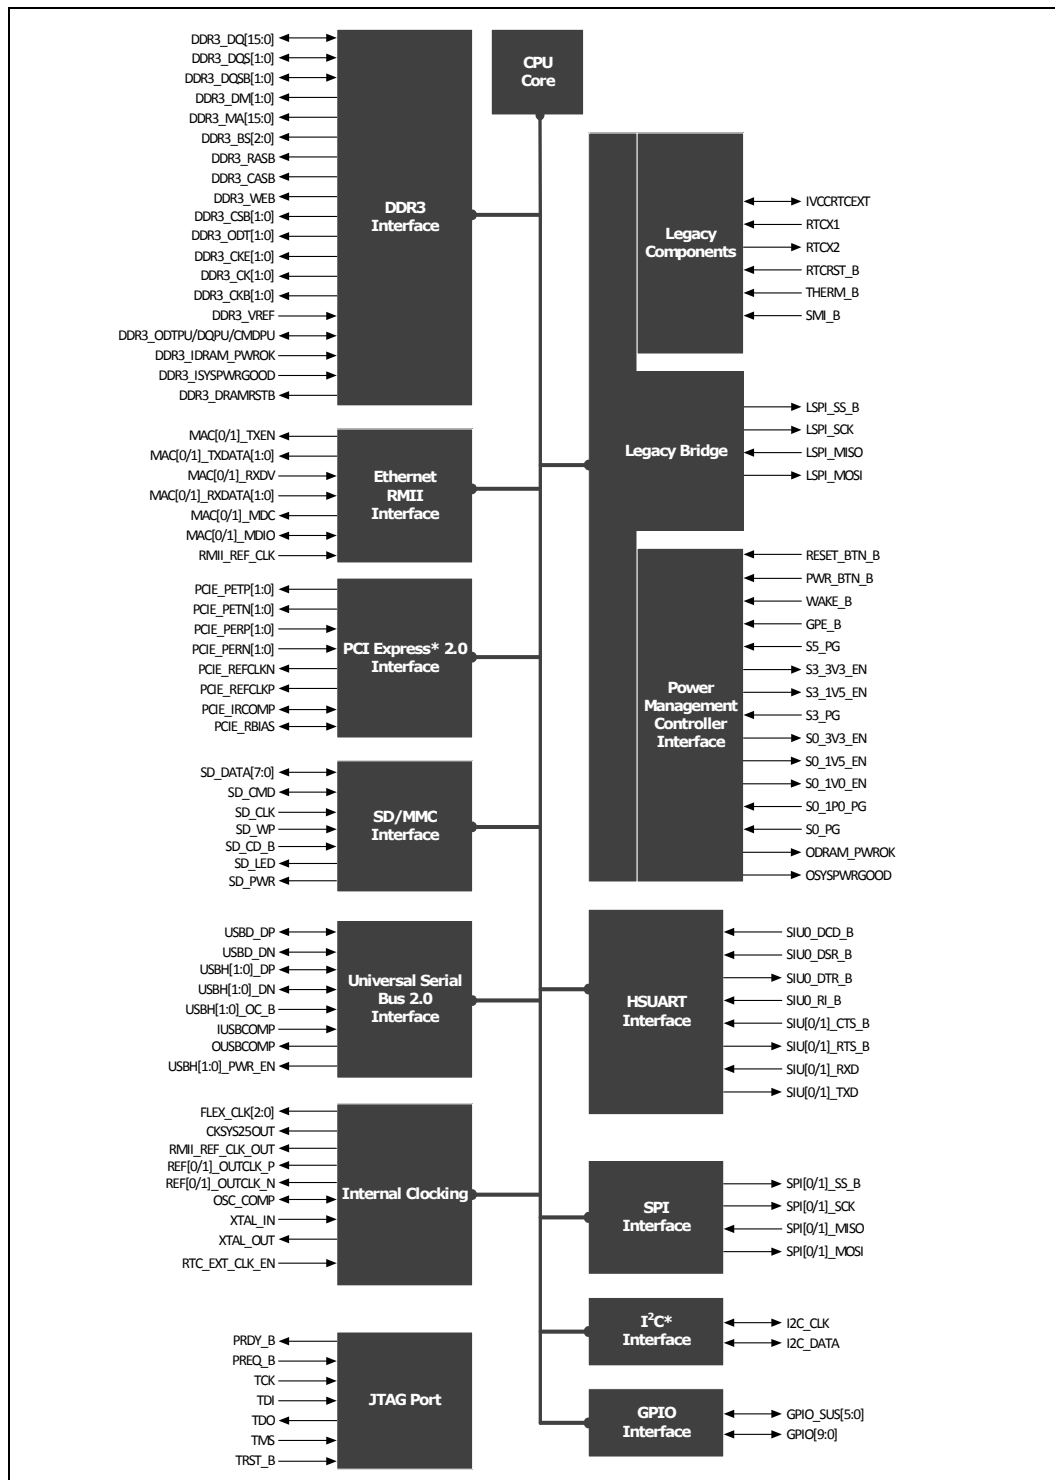 DDR3_DQ[15:0]
DDR3_DQS[1:0]
DDR3_DQSB[1:0]
DDR3_DM[1:0]
DDR3_MA[15:0]
DDR3_BS[2:0]
DDR3_RASB
DDR3_CASB
DDR3_WEB
DDR3_CSB[1:0]
DDR3_ODT[1:0]
DDR3_CKE[1:0]
DDR3_CK[1:0]
DDR3_CKB[1:0]
DDR3_VREF
DDR3_ODTPU/DQPU/CMDPU
DDR3_IDRAM_PWROK
DDR3_ISYSPWRGOOD
DDR3_DRAMRSTB
DDR3
Interface
MAC[0/1]_TXEN
MAC[0/1]_TXDATA[1:0]
MAC[0/1]_RXDV
MAC[0/1]_RXDATA[1:0]
MAC[0/1]_MDC
MAC[0/1]_MDIO
RMII_REF_CLK
Ethernet
RMII
Interface
PCIE_PETP[1:0]
PCIE_PETN[1:0]
PCIE_PERP[1:0]
PCIE_PERN[1:0]
PCIE_REFCLKN
PCIE_REFCLKP
PCIE_IRCOMP
PCIE_RBIAS
PCI Express* 2.0
Interface
SD_DATA[7:0]
SD_CMD
SD_CLK
SD_WP
SD_CD_B
SD_LED
SD_PWR
SD/MMC
Interface
USBD_DP
USBD_DN
USBH[1:0]_DP
USBH[1:0]_DN
USBH[1:0]_OC_B
IUSBCOMP
OUSBCOMP
USBH[1:0]_PWR_EN
Universal Serial
Bus 2.0
Interface
FLEX_CLK[2:0]
CKSYS25OUT
RMII_REF_CLK_OUT
REF[0/1]_OUTCLK_P
REF[0/1]_OUTCLK_N
OSC_COMP
XTAL_IN
XTAL_OUT
RTC_EXT_CLK_EN
Internal Clocking
PRDY_B
PREQ_B
TCK
TDI
TDO
TMS
TRST_B
JTAG Port
CPU
Core
Legacy
Components
IVCCRTCEXT
RTCX1
RTCX2
RTCRST_B
THERM_B
SMI_B
Legacy Bridge
LSPI_SS_B
LSPI_SCK
LSPI_MISO
LSPI_MOSI
Power
Management
Controller
Interface
RESET_BTN_B
PWR_BTN_B
WAKE_B
GPE_B
S5_PG
S3_3V3_EN
S3_1V5_EN
S3_PG
S0_3V3_EN
S0_1V5_EN
S0_1V0_EN
S0_1P0_PG
S0_PG
ODRAM_PWROK
OSYSPWRGOOD
HSUART
Interface
SIU0_DCD_B
SIU0_DSR_B
SIU0_DTR_B
SIU0_RI_B
SIU[0/1]_CTS_B
SIU[0/1]_RTS_B
SIU[0/1]_RXD
SIU[0/1]_TXD
SPI
Interface
SPI[0/1]_SS_B
SPI[0/1]_SCK
SPI[0/1]_MISO
SPI[0/1]_MOSI
I²C*
Interface
I2C_CLK
I2C_DATA
GPIO
Interface
GPIO_SUS[5:0]
GPIO[9:0]